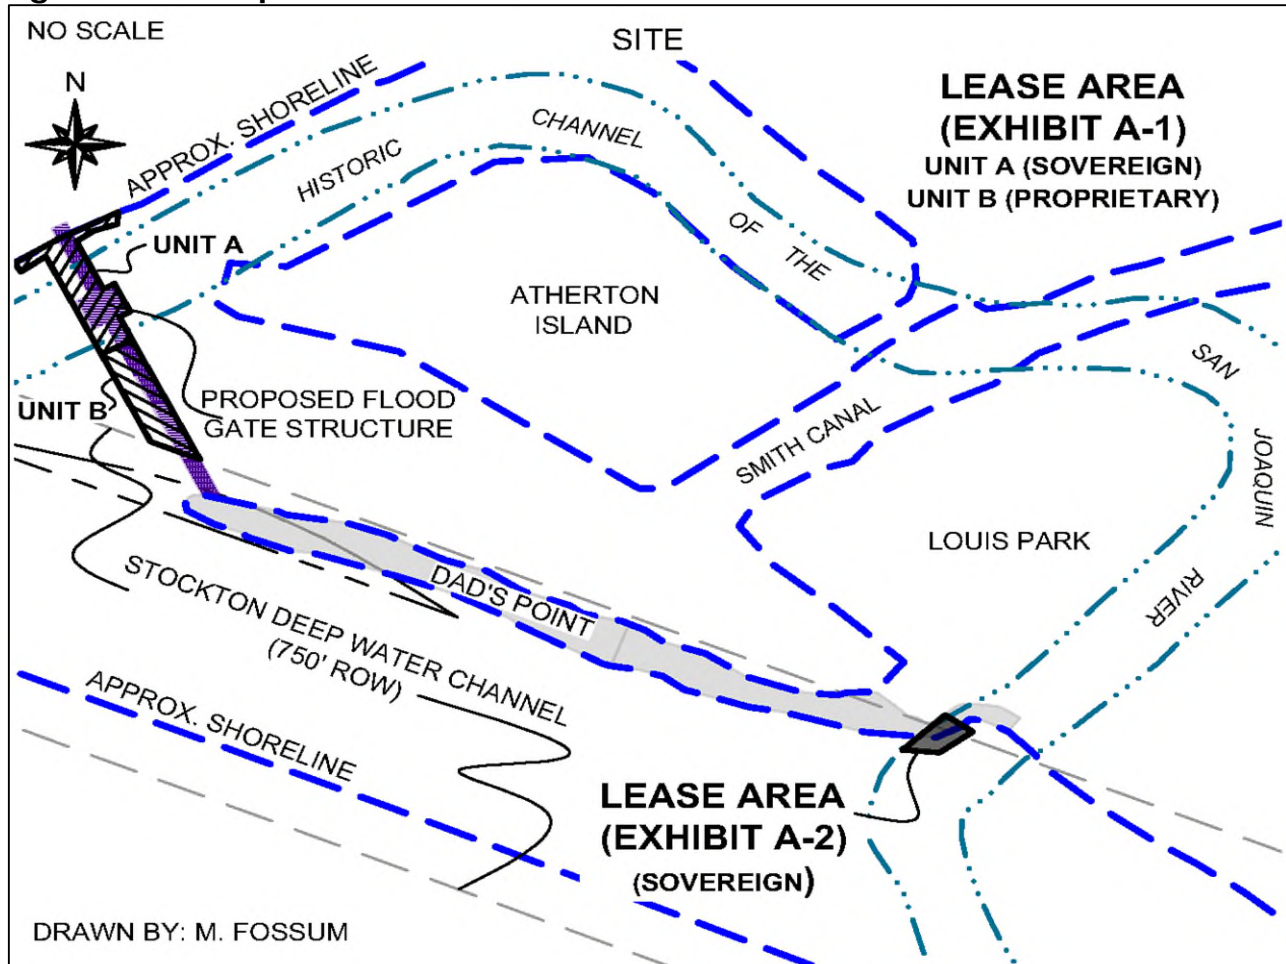 NO SCALE
SITE
N
LEASE AREA
(EXHIBIT A-1)
UNIT A (SOVEREIGN)
UNIT B (PROPRIETARY)
APPROX. SHORELINE
HISTORIC
CHANNEL
OF THE
SAN
JOAQUIN
RIVER
UNIT A
ATHERTON
ISLAND
UNIT B
PROPOSED FLOOD
GATE STRUCTURE
SMITH CANAL
LOUIS PARK
DAD'S POINT
STOCKTON DEEP WATER CHANNEL
(750' ROW)
APPROX. SHORELINE
LEASE AREA
(EXHIBIT A-2)
(SOVEREIGN)
DRAWN BY: M. FOSSUM